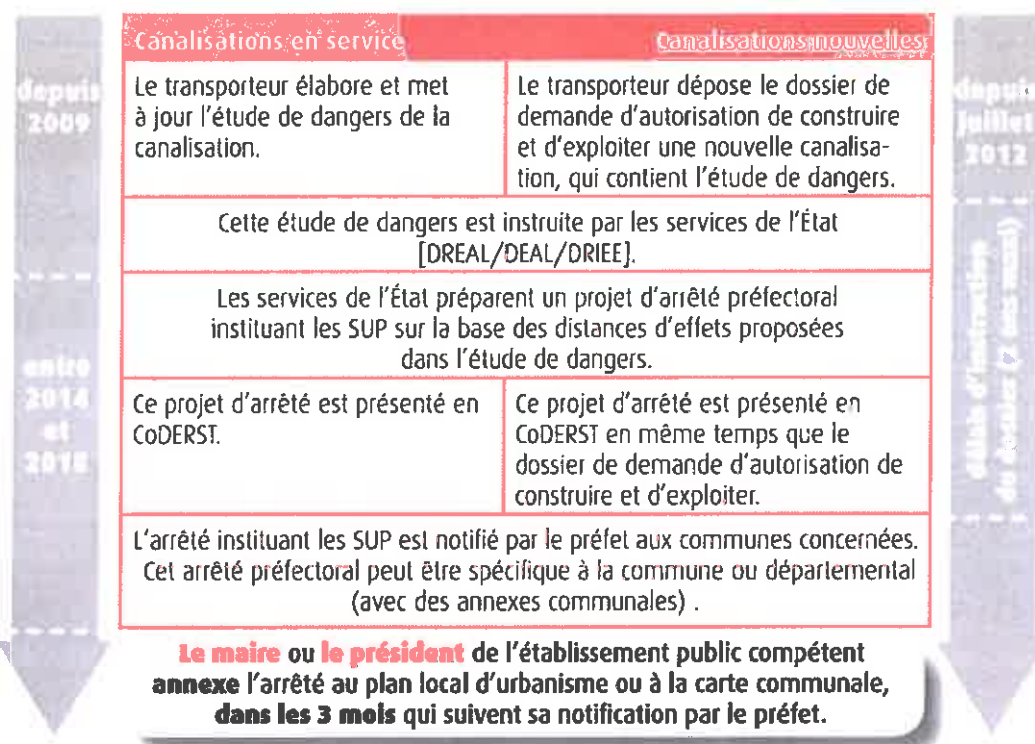 Canalisations en service
Canalisations nouvelles
depuis
2009
Le transporteur élabore et met
à jour l'étude de dangers de la
canalisation.
Le transporteur dépose le dossier de
demande d'autorisation de construire
et d'exploiter une nouvelle canalisa-
tion, qui contient l'étude de dangers.
depuis
juillet
2012
Cette étude de dangers est instruite par les services de l'État
[DREAL/DEAL/DRIEE].
Les services de l'État préparent un projet d'arrêté préfectoral
instituant les SUP sur la base des distances d'effets proposées
dans l'étude de dangers.
entre
2014
et
2018
Ce projet d'arrêté est présenté en
CoDERST.
Ce projet d'arrêté est présenté en
CoDERST en même temps que le
dossier de demande d'autorisation de
construire et d'exploiter.
délais d'instruction
du dossier
L'arrêté instituant les SUP est notifié par le préfet aux communes concernées.
Cet arrêté préfectoral peut être spécifique à la commune ou départemental
(avec des annexes communales) .
Le maire ou le président de l'établissement public compétent
annexe l'arrêté au plan local d'urbanisme ou à la carte communale,
dans les 3 mois qui suivent sa notification par le préfet.